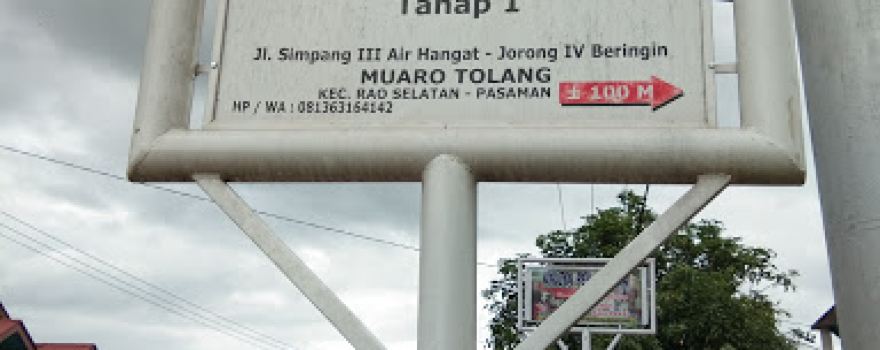 Tahap 1
Jl. Simpang III Air Hangat - Jorong IV Beringin
MUARO TOLANG
KEC. RAO SELATAN - PASAMAN
± 100 M
HP / WA : 081363164142